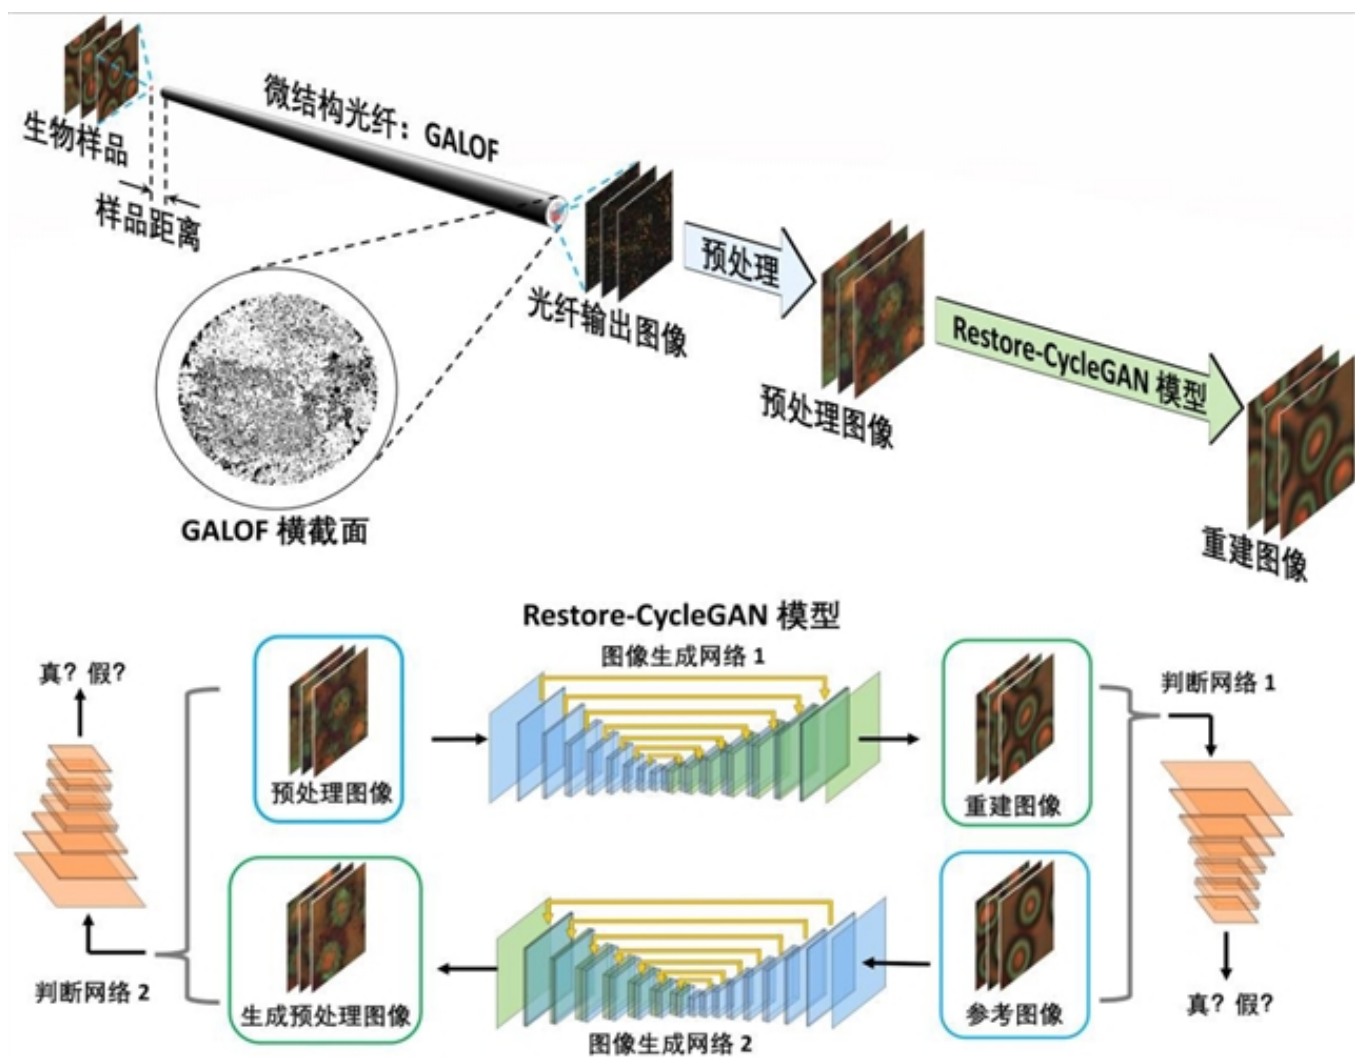 生物样品
样品距离
微结构光纤：GALOF
光纤输出图像
预处理
预处理图像
Restore-CycleGAN 模型
重建图像
GALOF 横截面
Restore-CycleGAN 模型
图像生成网络 1
真？假？
预处理图像
重建图像
判断网络 1
判断网络 2
生成预处理图像
图像生成网络 2
参考图像
真？假？